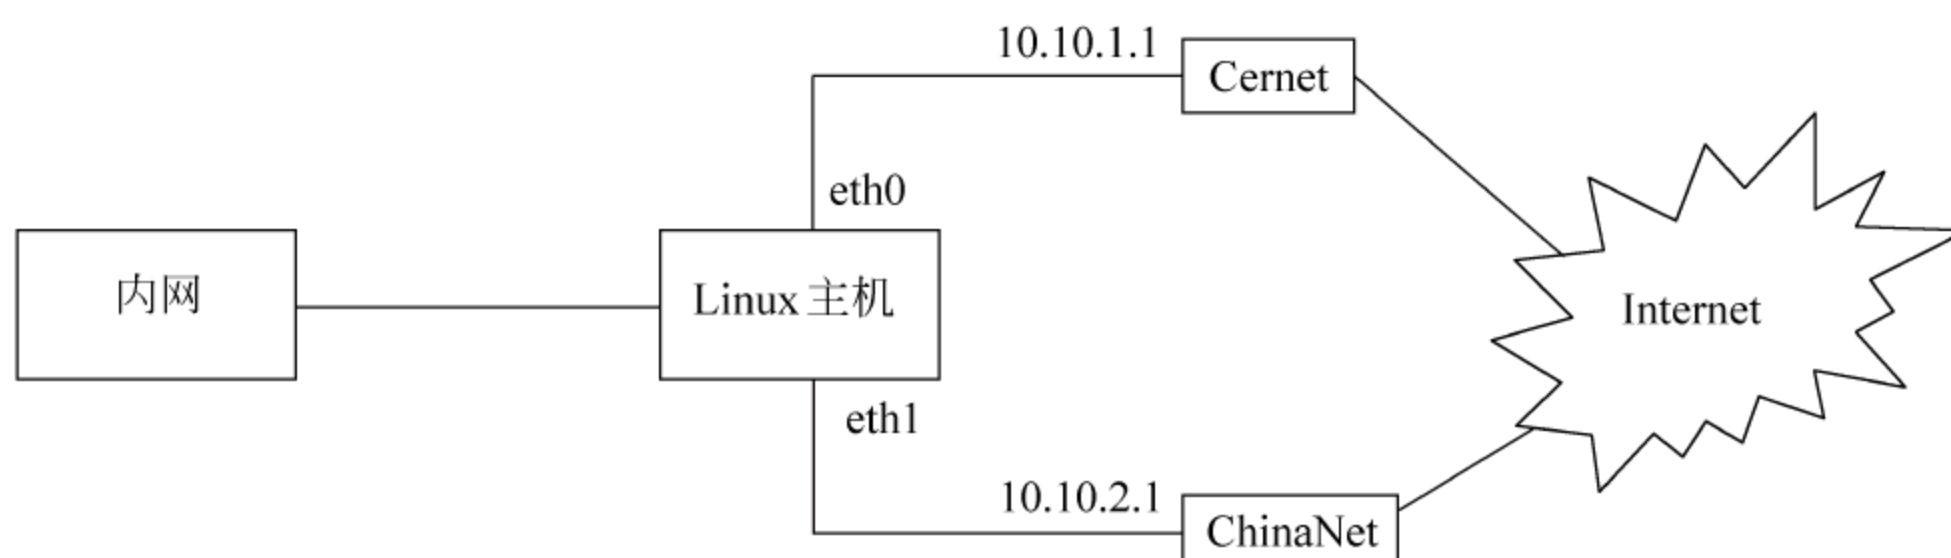 10.10.1.1
Cernet
eth0
内网
Linux 主机
Internet
eth1
10.10.2.1
ChinaNet